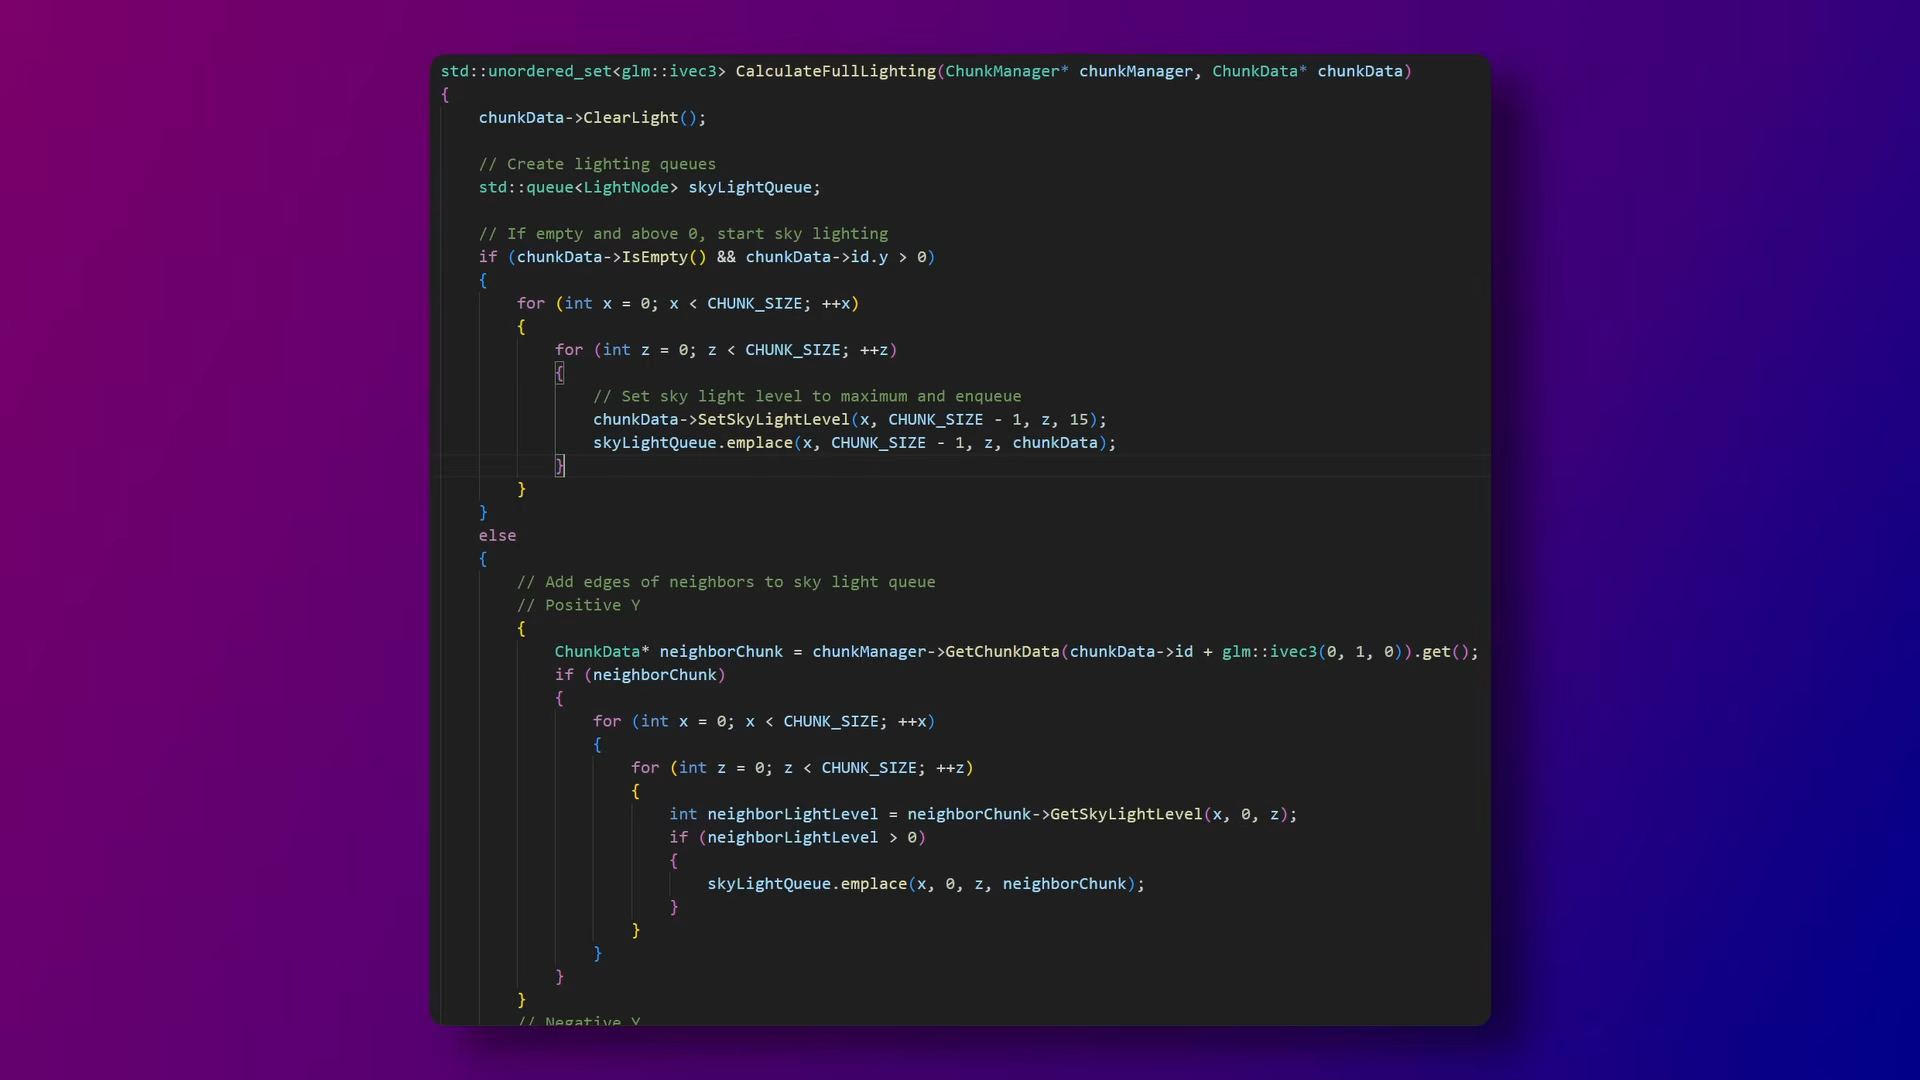 std::unordered_set<glm::ivec3> CalculateFullLighting(ChunkManager* chunkManager, ChunkData* chunkData)
{
    chunkData->ClearLight();

    // Create lighting queues
    std::queue<LightNode> skyLightQueue;

    // If empty and above 0, start sky lighting
    if (chunkData->IsEmpty() && chunkData->id.y > 0)
    {
        for (int x = 0; x < CHUNK_SIZE; ++x)
        {
            for (int z = 0; z < CHUNK_SIZE; ++z)
            {
                // Set sky light level to maximum and enqueue
                chunkData->SetSkyLightLevel(x, CHUNK_SIZE - 1, z, 15);
                skyLightQueue.emplace(x, CHUNK_SIZE - 1, z, chunkData);
            }
        }
    }
    else
    {
        // Add edges of neighbors to sky light queue
        // Positive Y
        {
            ChunkData* neighborChunk = chunkManager->GetChunkData(chunkData->id + glm::ivec3(0, 1, 0)).get();
            if (neighborChunk)
            {
                for (int x = 0; x < CHUNK_SIZE; ++x)
                {
                    for (int z = 0; z < CHUNK_SIZE; ++z)
                    {
                        int neighborLightLevel = neighborChunk->GetSkyLightLevel(x, 0, z);
                        if (neighborLightLevel > 0)
                        {
                            skyLightQueue.emplace(x, 0, z, neighborChunk);
                        }
                    }
                }
            }
        }
        // Negative Y